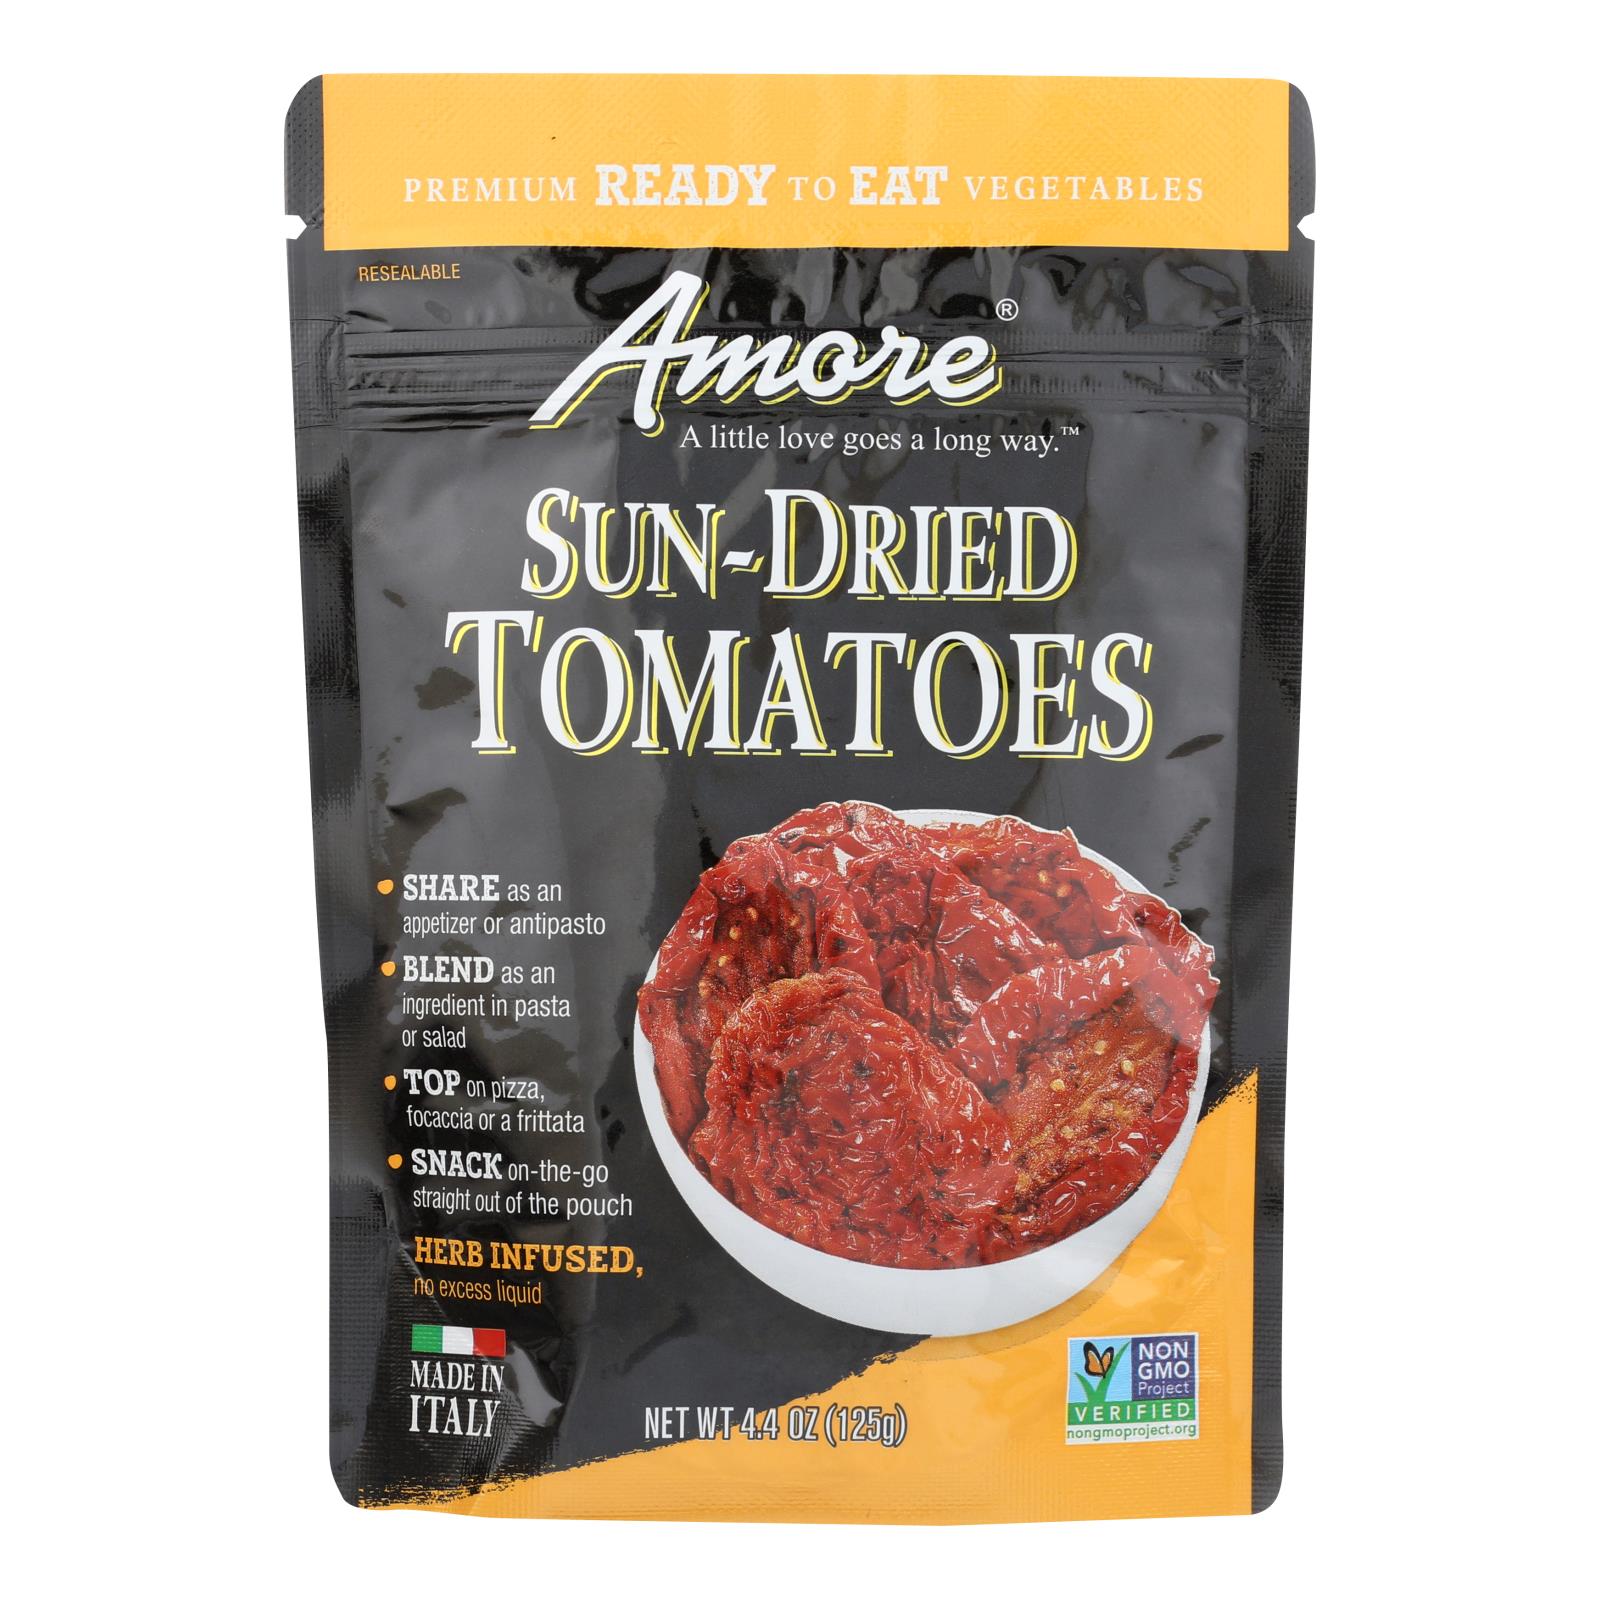 PREMIUM READY TO EAT VEGETABLES
RESEALABLE
Amore®
A little love goes a long way.™
SUN-DRIED
TOMATOES
• SHARE as an
appetizer or antipasto
• BLEND as an
ingredient in pasta
or salad
• TOP on pizza,
focaccia or a frittata
• SNACK on-the-go
straight out of the pouch
HERB INFUSED,
no excess liquid
MADE IN
ITALY
NET WT 4.4 OZ (125g)
NON
GMO
Project
VERIFIED
nongmoproject.org